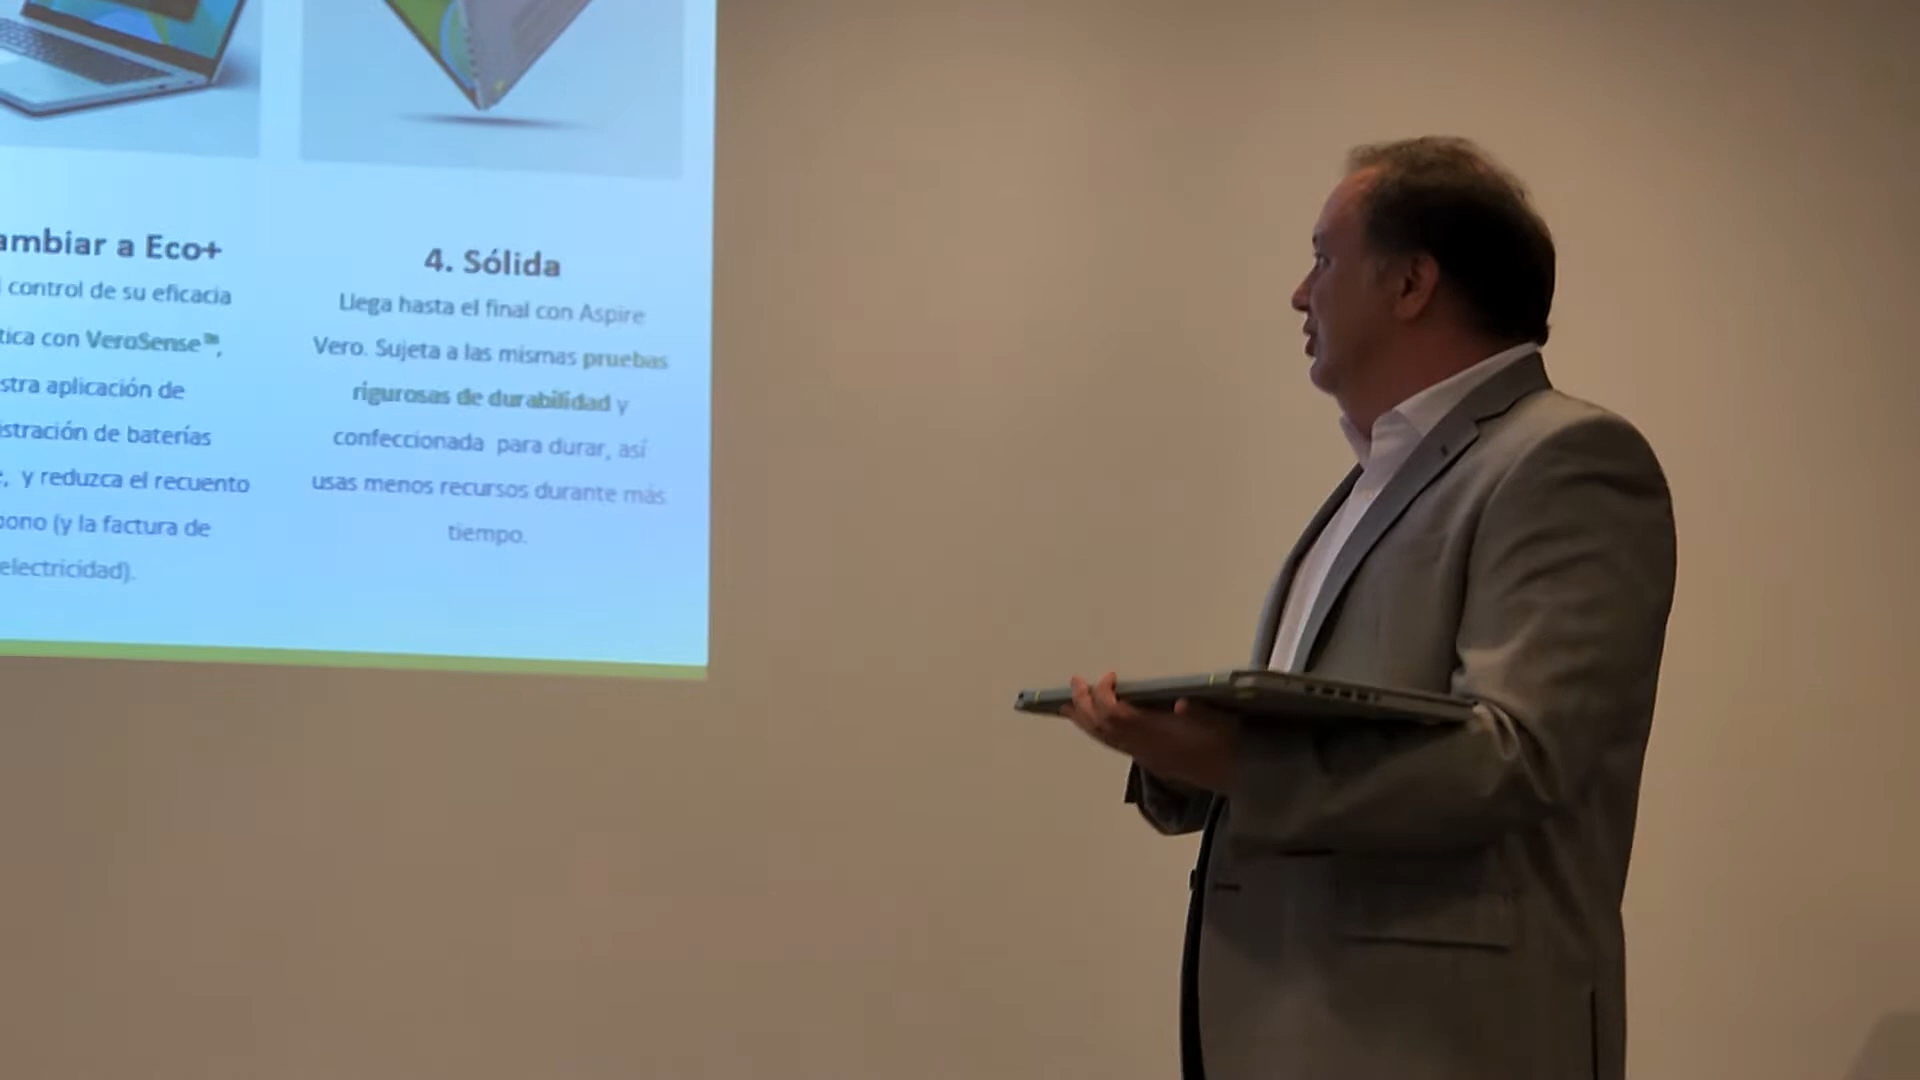 ambiar a Eco+
control de su eficacia
tica con VeroSense™,
stra aplicación de
istración de baterías
, y reduzca el recuento
bono (y la factura de
electricidad).
4. Sólida
Llega hasta el final con Aspire
Vero. Sujeta a las mismas pruebas
rigurosas de durabilidad y
confeccionada para durar, así
usas menos recursos durante más
tiempo.